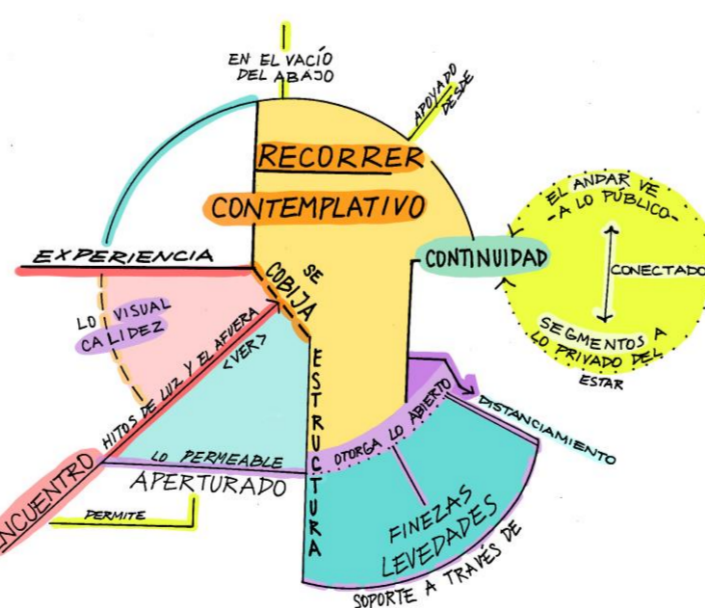 EN EL VACÍO
DEL ABAJO
APOYADO
DESDE
RECORRER
CONTEMPLATIVO
EL ANDAR VE
-A LO PÚBLICO-
CONTINUIDAD
CONECTADO
SEGMENTOS A
LO PRIVADO DEL
ESTAR
EXPERIENCIA
SE
COBIJA
LO VISUAL
CALIDEZ
HITOS DE LUZ Y EL AFUERA
<VER>
ESTRUCTURA
NCUENTRO
LO PERMEABLE
APERTURADO
PERMITE
OTORGA LO ABIERTO
DISTANCIAMIENTO
FINEZAS
LEVEDADES
SOPORTE A TRAVÉS DE